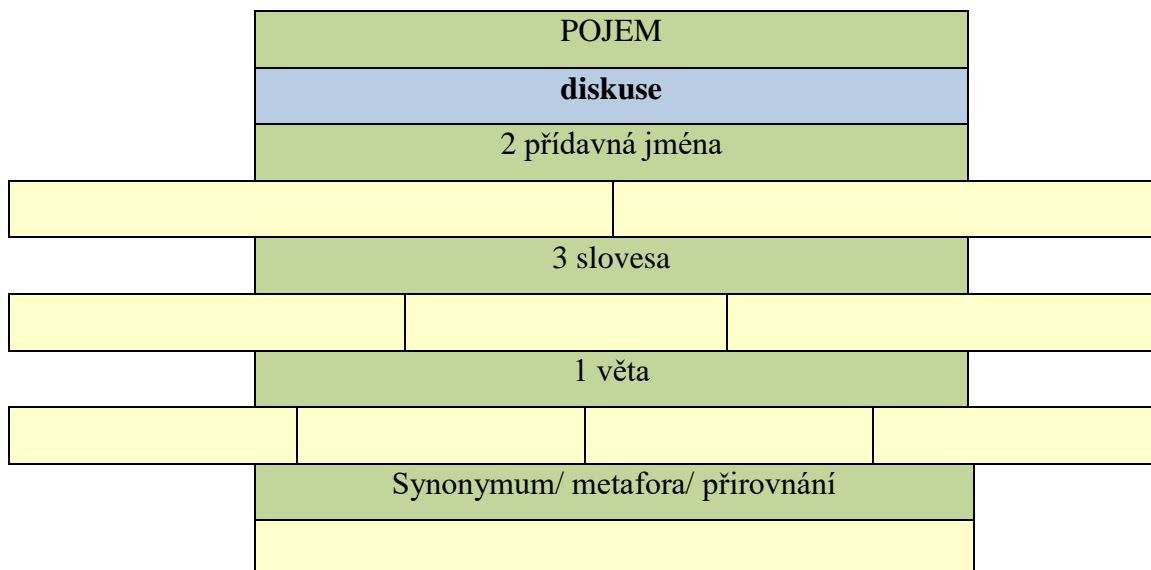 POJEM
diskuse
2 přídavná jména
3 slovesa
1 věta
Synonymum/ metafora/ přirovnání